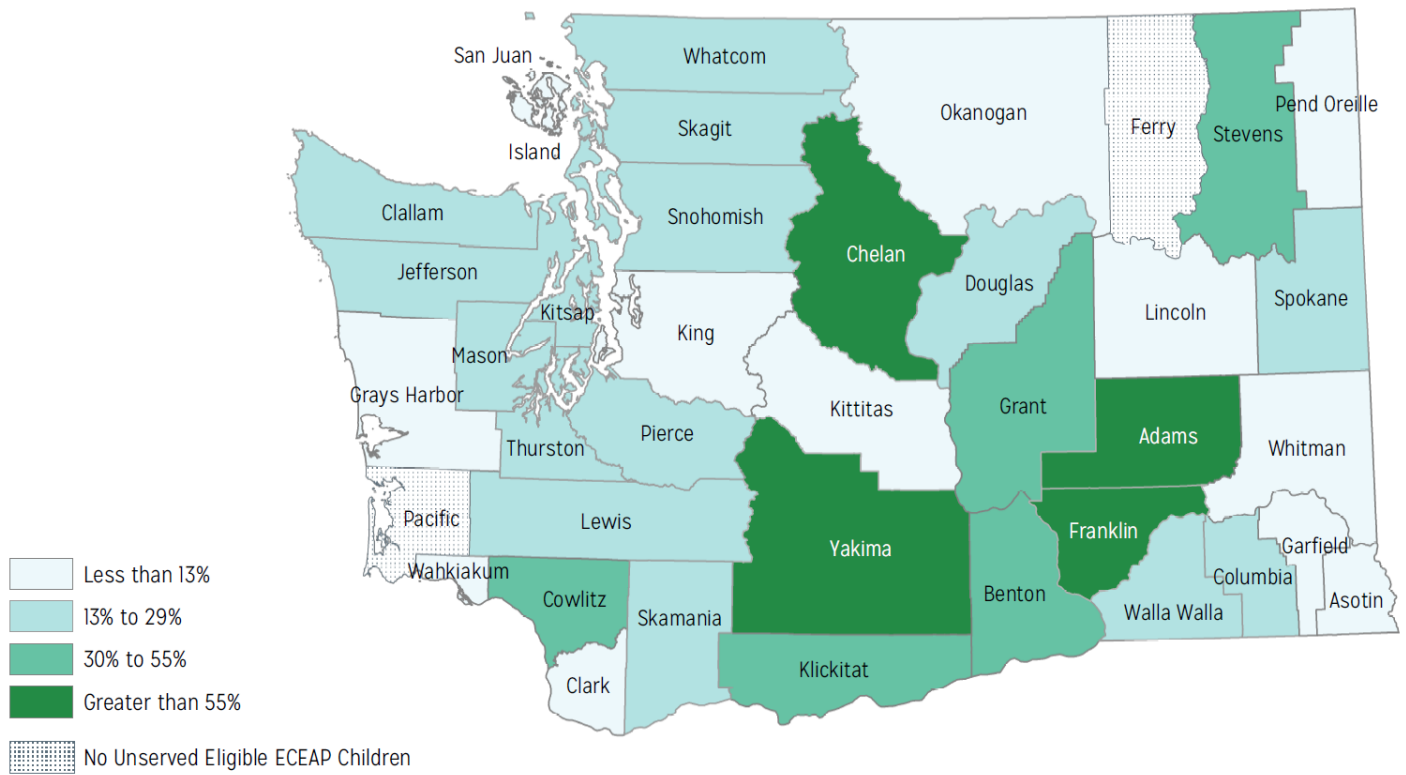 San Juan
Whatcom
Okanogan
Ferry
Stevens
Pend Oreille
Skagit
Island
Clallam
Snohomish
Chelan
Jefferson
Douglas
Kitsap
King
Lincoln
Spokane
Mason
Grays Harbor
Kittitas
Grant
Adams
Whitman
Thurston
Pierce
Pacific
Lewis
Yakima
Franklin
Garfield
Wahkiakum
Cowlitz
Skamania
Benton
Walla Walla
Columbia
Asotin
Klickitat
Clark
Less than 13%
13% to 29%
30% to 55%
Greater than 55%
No Unserved Eligible ECEAP Children